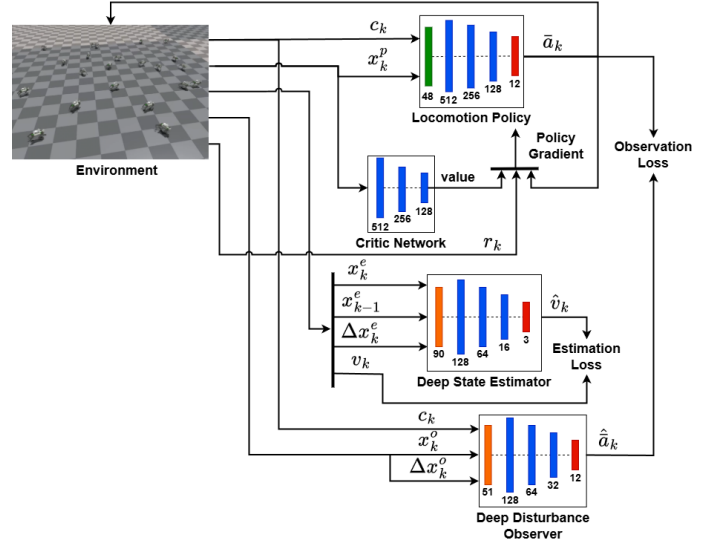 Environment
c_k
x_k^p
48
512
256
128
12
Locomotion Policy
ā_k
Policy
Gradient
Observation
Loss
512
256
128
Critic Network
value
r_k
x_k^e
x_{k-1}^e
Δx_k^e
v_k
90
128
64
16
3
Deep State Estimator
v̂_k
Estimation
Loss
c_k
x_k^o
Δx_k^o
51
128
64
32
12
Deep Disturbance
Observer
\hat{\bar{a}}_k